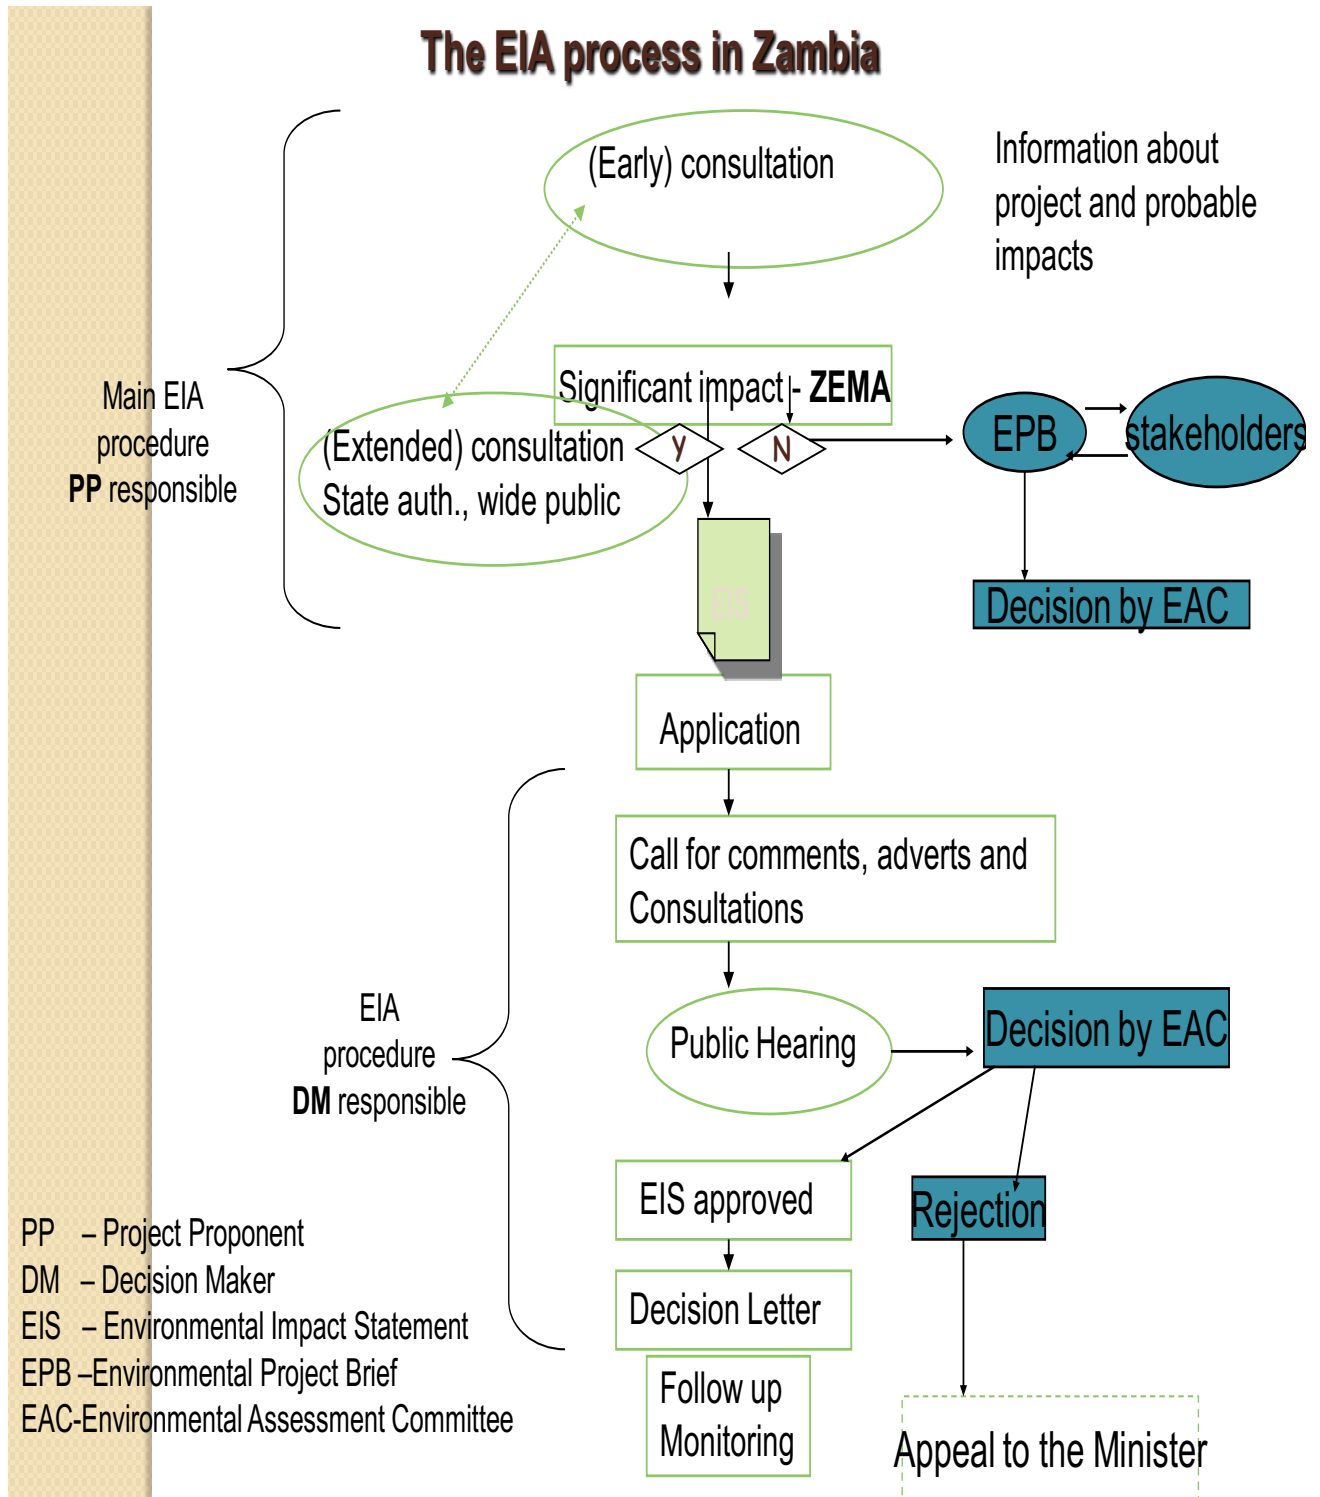 The EIA process in Zambia
(Early) consultation
Information about
project and probable
impacts
Significant impact - ZEMA
Main EIA
procedure
PP responsible
(Extended) consultation
State auth., wide public
Y
N
EPB
stakeholders
EIS
Decision by EAC
Application
Call for comments, adverts and
Consultations
EIA
procedure
DM responsible
Public Hearing
Decision by EAC
EIS approved
Rejection
Decision Letter
Follow up
Monitoring
Appeal to the Minister
PP – Project Proponent
DM – Decision Maker
EIS – Environmental Impact Statement
EPB –Environmental Project Brief
EAC-Environmental Assessment Committee